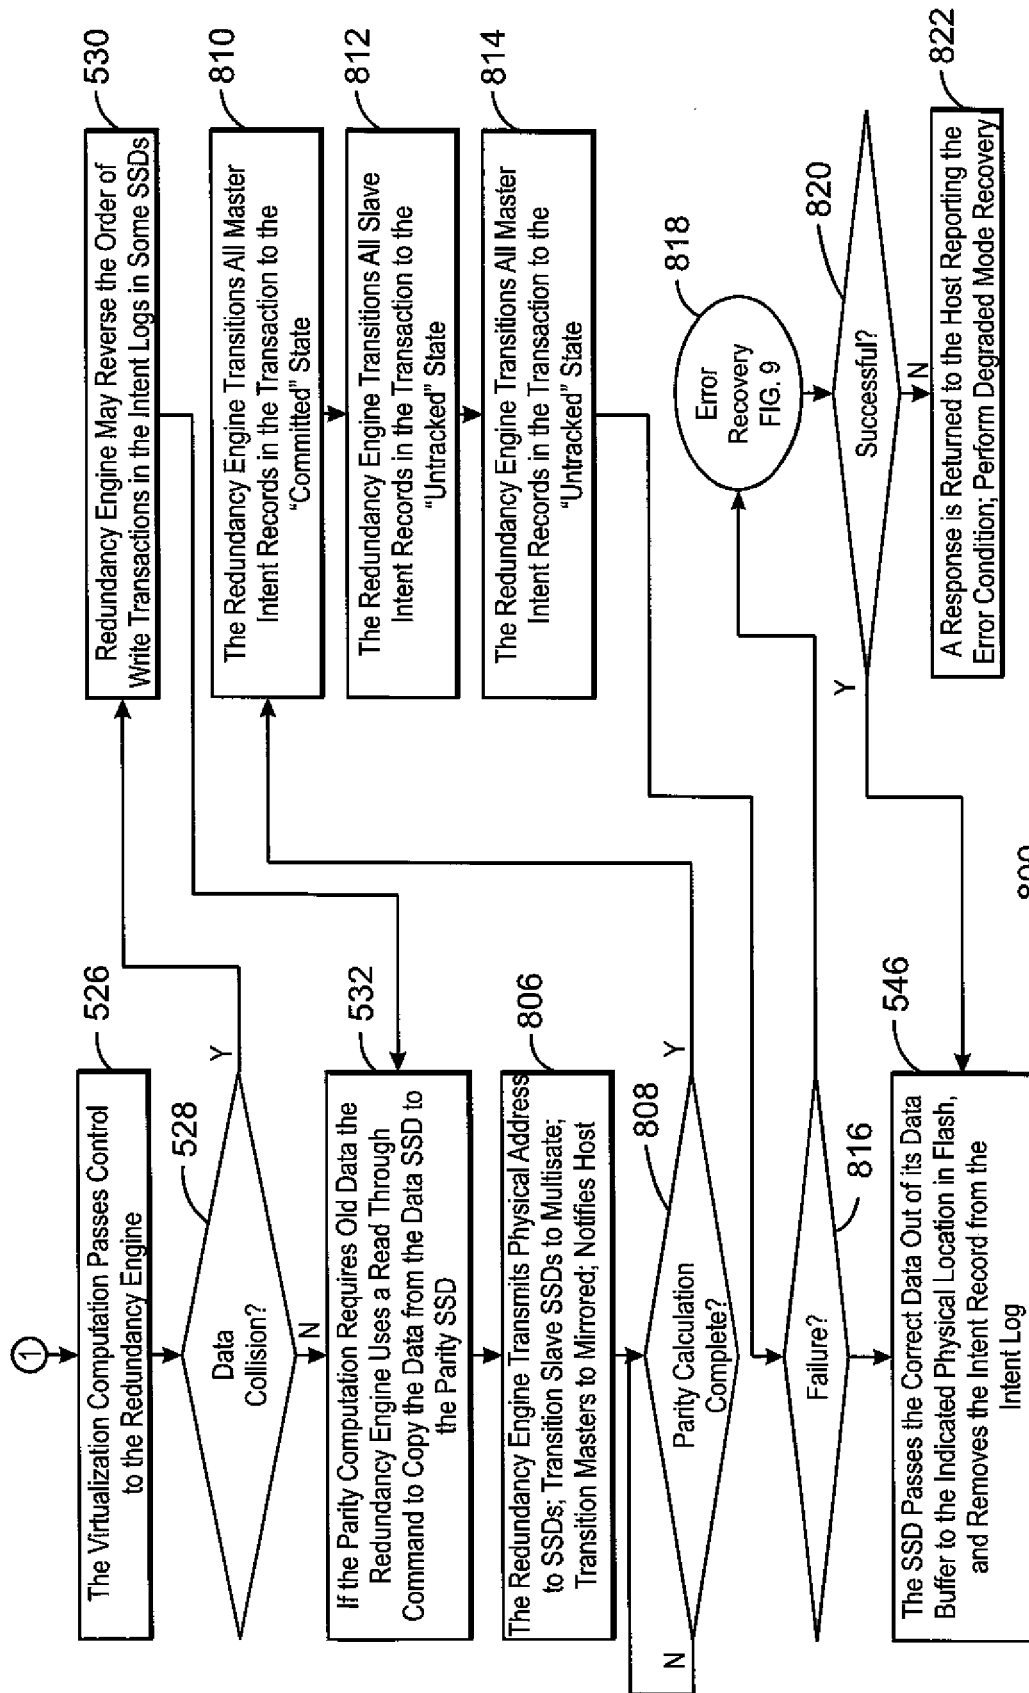 1
The Virtualization Computation Passes Control
to the Redundancy Engine
526
Data
Collision?
528
Y
N
Redundancy Engine May Reverse the Order of
Write Transactions in the Intent Logs in Some SSDs
530
If the Parity Computation Requires Old Data the
Redundancy Engine Uses a Read Through
Command to Copy the Data from the Data SSD to
the Parity SSD
532
The Redundancy Engine Transmits Physical Address
to SSDs; Transition Slave SSDs to Multisate;
Transition Masters to Mirrored; Notifies Host
806
Parity Calculation
Complete?
808
Y
N
The Redundancy Engine Transitions All Master
Intent Records in the Transaction to the
“Committed” State
810
The Redundancy Engine Transitions All Slave
Intent Records in the Transaction to the
“Untracked” State
812
The Redundancy Engine Transitions All Master
Intent Records in the Transaction to the
“Untracked” State
814
Failure?
816
Error
Recovery
FIG. 9
818
Successful?
820
Y
N
The SSD Passes the Correct Data Out of its Data
Buffer to the Indicated Physical Location in Flash,
and Removes the Intent Record from the
Intent Log
546
A Response is Returned to the Host Reporting the
Error Condition; Perform Degraded Mode Recovery
822